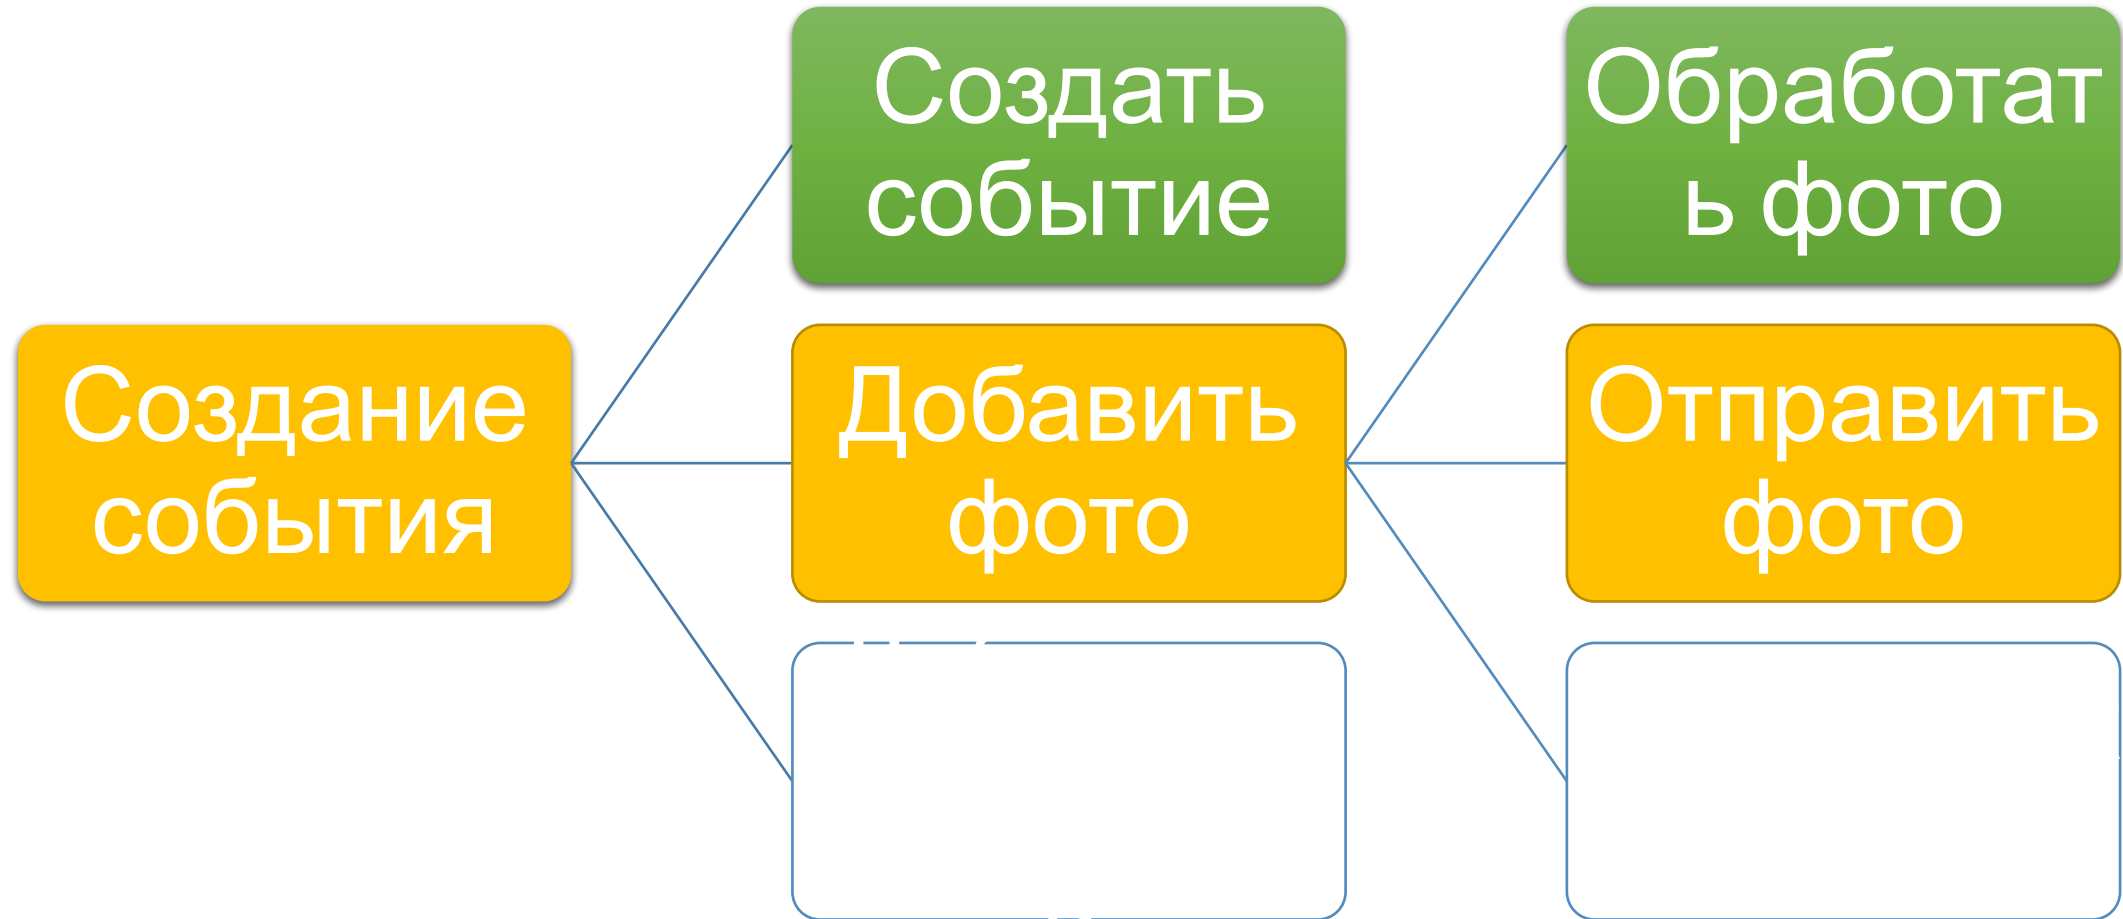 Создать
событие
Обработат
ь фото
Создание
события
Добавить
фото
Отправить
фото